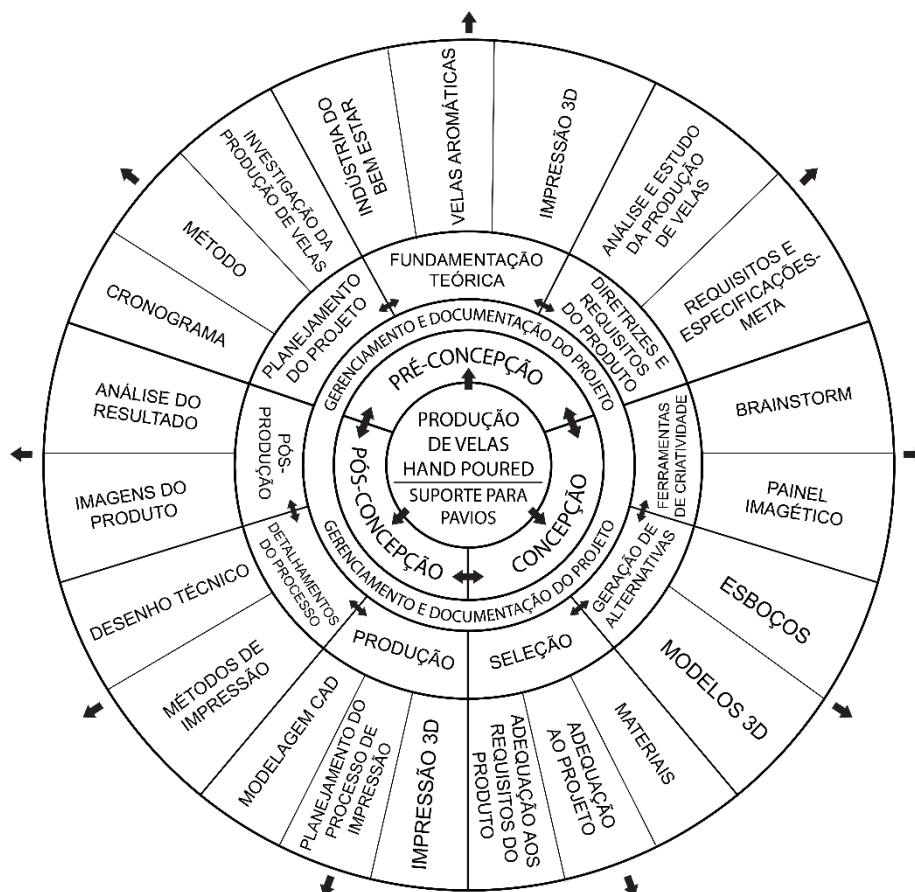 PRODUÇÃO
DE VELAS
HAND POURED
SUPORTE PARA
PAVIOS
PRÉ-CONCEPÇÃO
CONCEPÇÃO
PÓS-CONCEPÇÃO
GERENCIAMENTO E DOCUMENTAÇÃO DO PROJETO
GERENCIAMENTO E DOCUMENTAÇÃO DO PROJETO
PLANEJAMENTO
DO PROJETO
FUNDAMENTAÇÃO
TEÓRICA
DIRETRIZES E
REQUISITOS
DO PRODUTO
FERRAMENTAS
DE CRIATIVIDADE
GERAÇÃO DE
ALTERNATIVAS
SELEÇÃO
PRODUÇÃO
DETALHAMENTOS
DO PROCESSO
PÓS-
PRODUÇÃO
CRONOGRAMA
MÉTODO
INVESTIGAÇÃO DA
PRODUÇÃO DE VELAS
INDÚSTRIA DO
BEM ESTAR
VELAS AROMÁTICAS
IMPRESSÃO 3D
ANÁLISE E ESTUDO
DA PRODUÇÃO
DE VELAS
REQUISITOS E
ESPECIFICAÇÕES-
META
BRAINSTORM
PAINEL
IMAGÉTICO
ESBOÇOS
MODELOS 3D
MATERIAIS
ADEQUAÇÃO
AO PROJETO
ADEQUAÇÃO AOS
REQUISITOS DO
PRODUTO
IMPRESSÃO 3D
PLANEJAMENTO DO
PROCESSO DE
IMPRESSÃO
MODELAGEM CAD
MÉTODOS DE
IMPRESSÃO
DESENHO TÉCNICO
IMAGENS DO
PRODUTO
ANÁLISE DO
RESULTADO